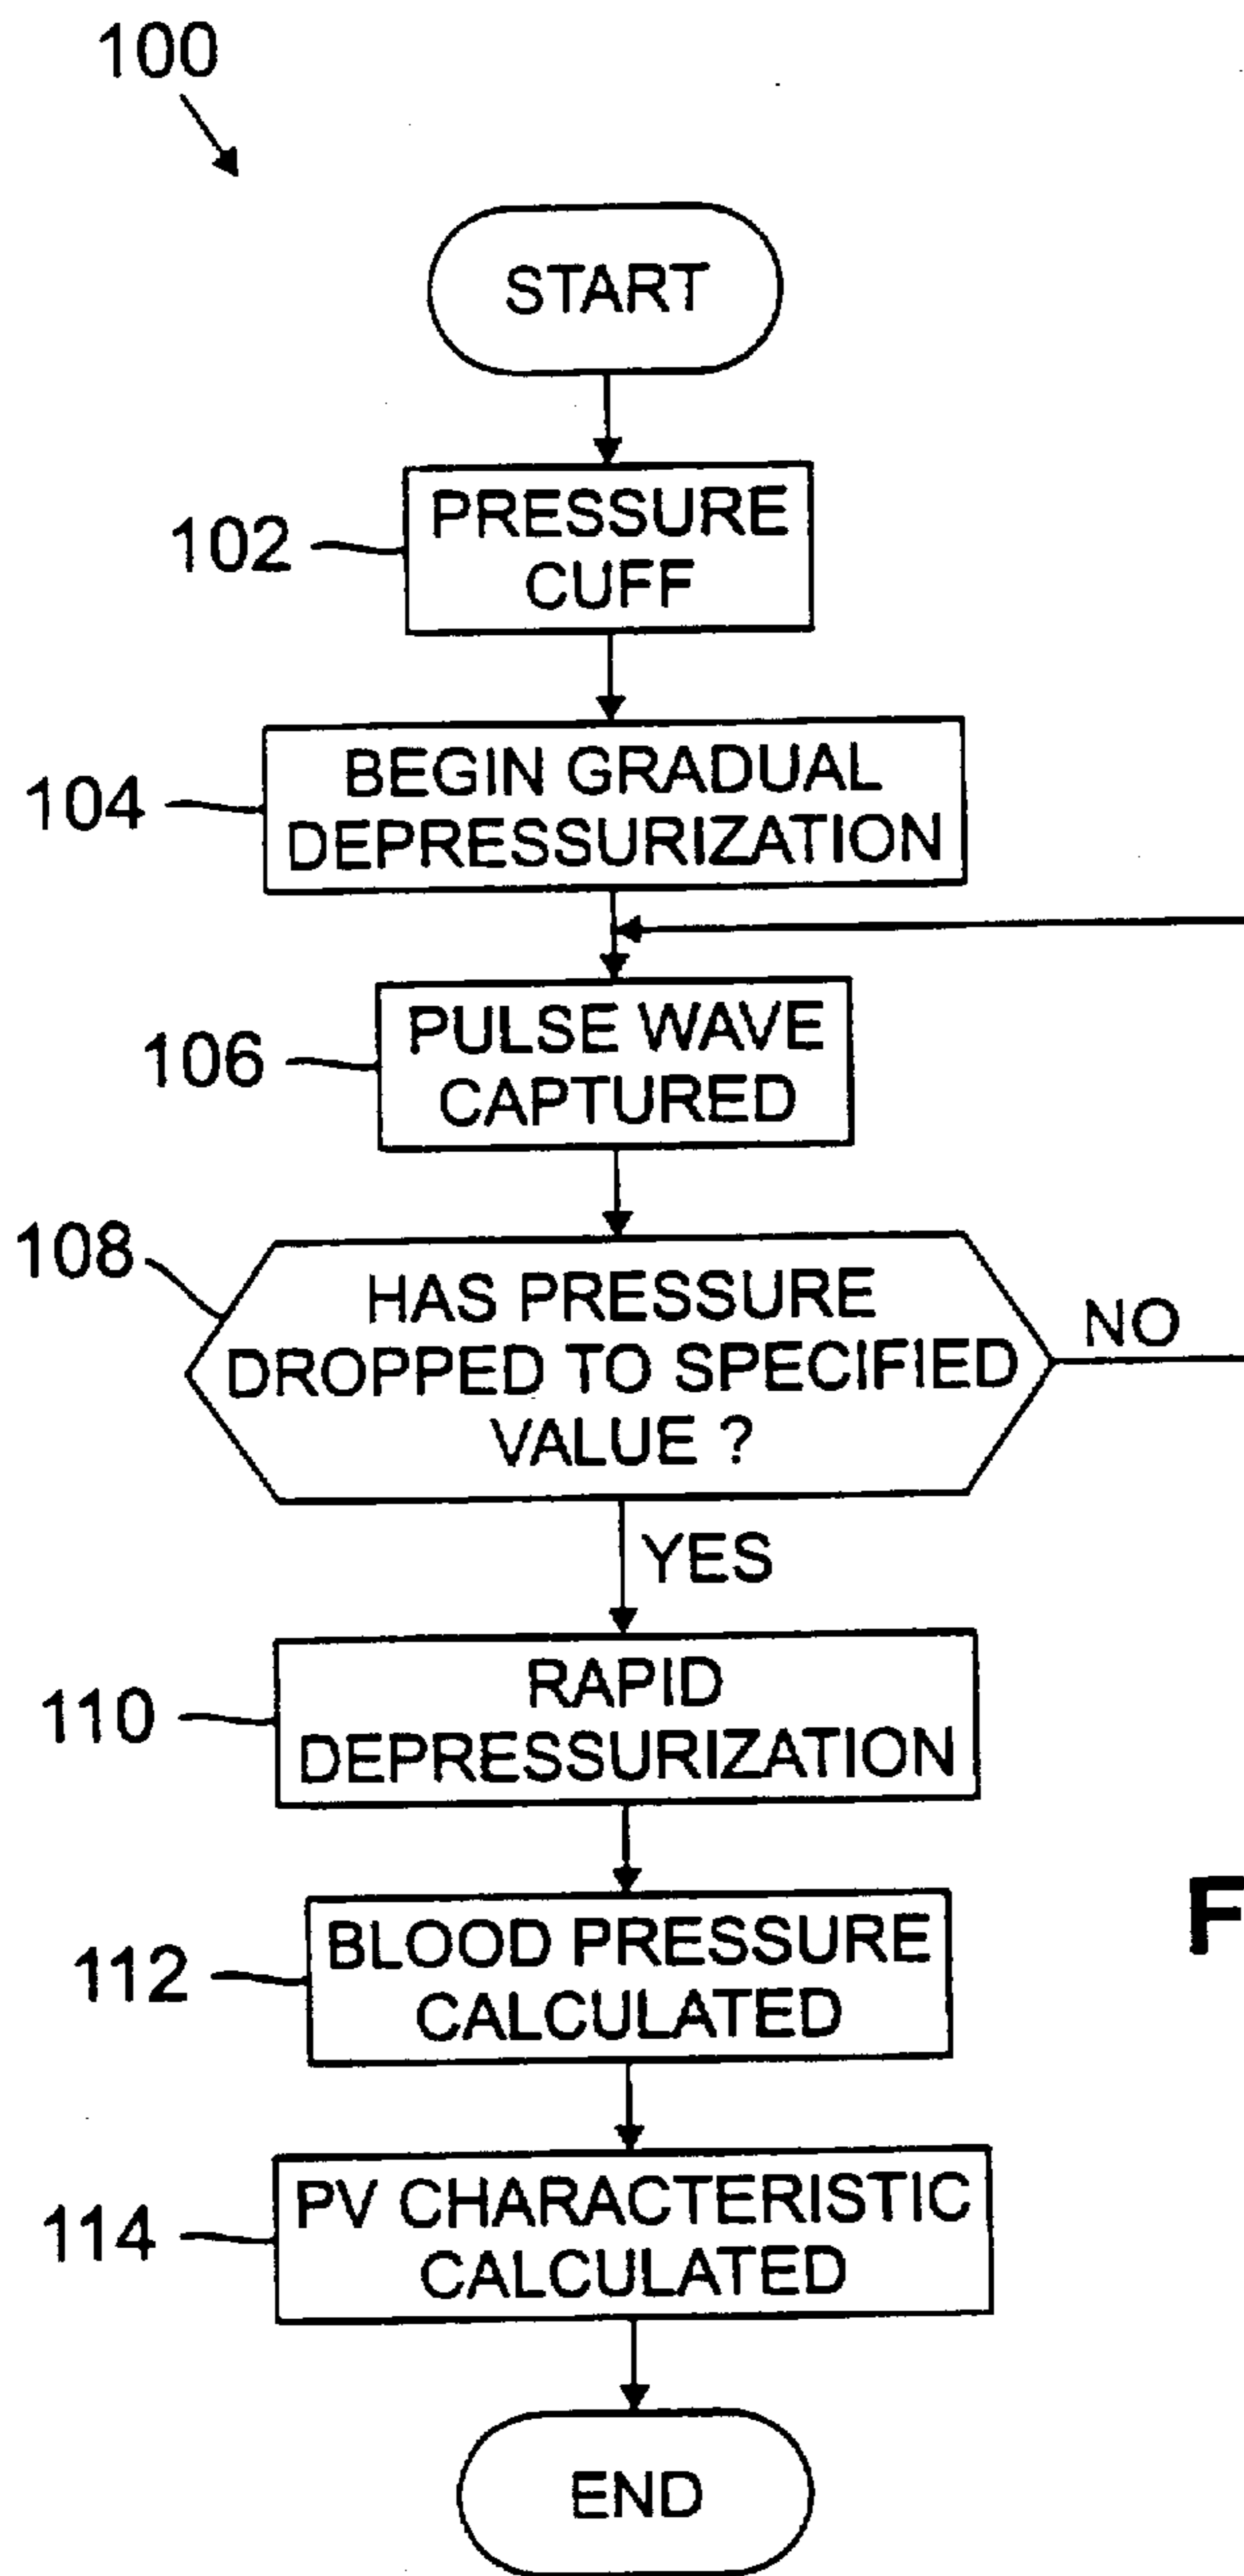 100
START
102
PRESSURE
CUFF
104
BEGIN GRADUAL
DEPRESSURIZATION
106
PULSE WAVE
CAPTURED
108
HAS PRESSURE
DROPPED TO SPECIFIED
VALUE ?
NO
YES
110
RAPID
DEPRESSURIZATION
F
112
BLOOD PRESSURE
CALCULATED
114
PV CHARACTERISTIC
CALCULATED
END